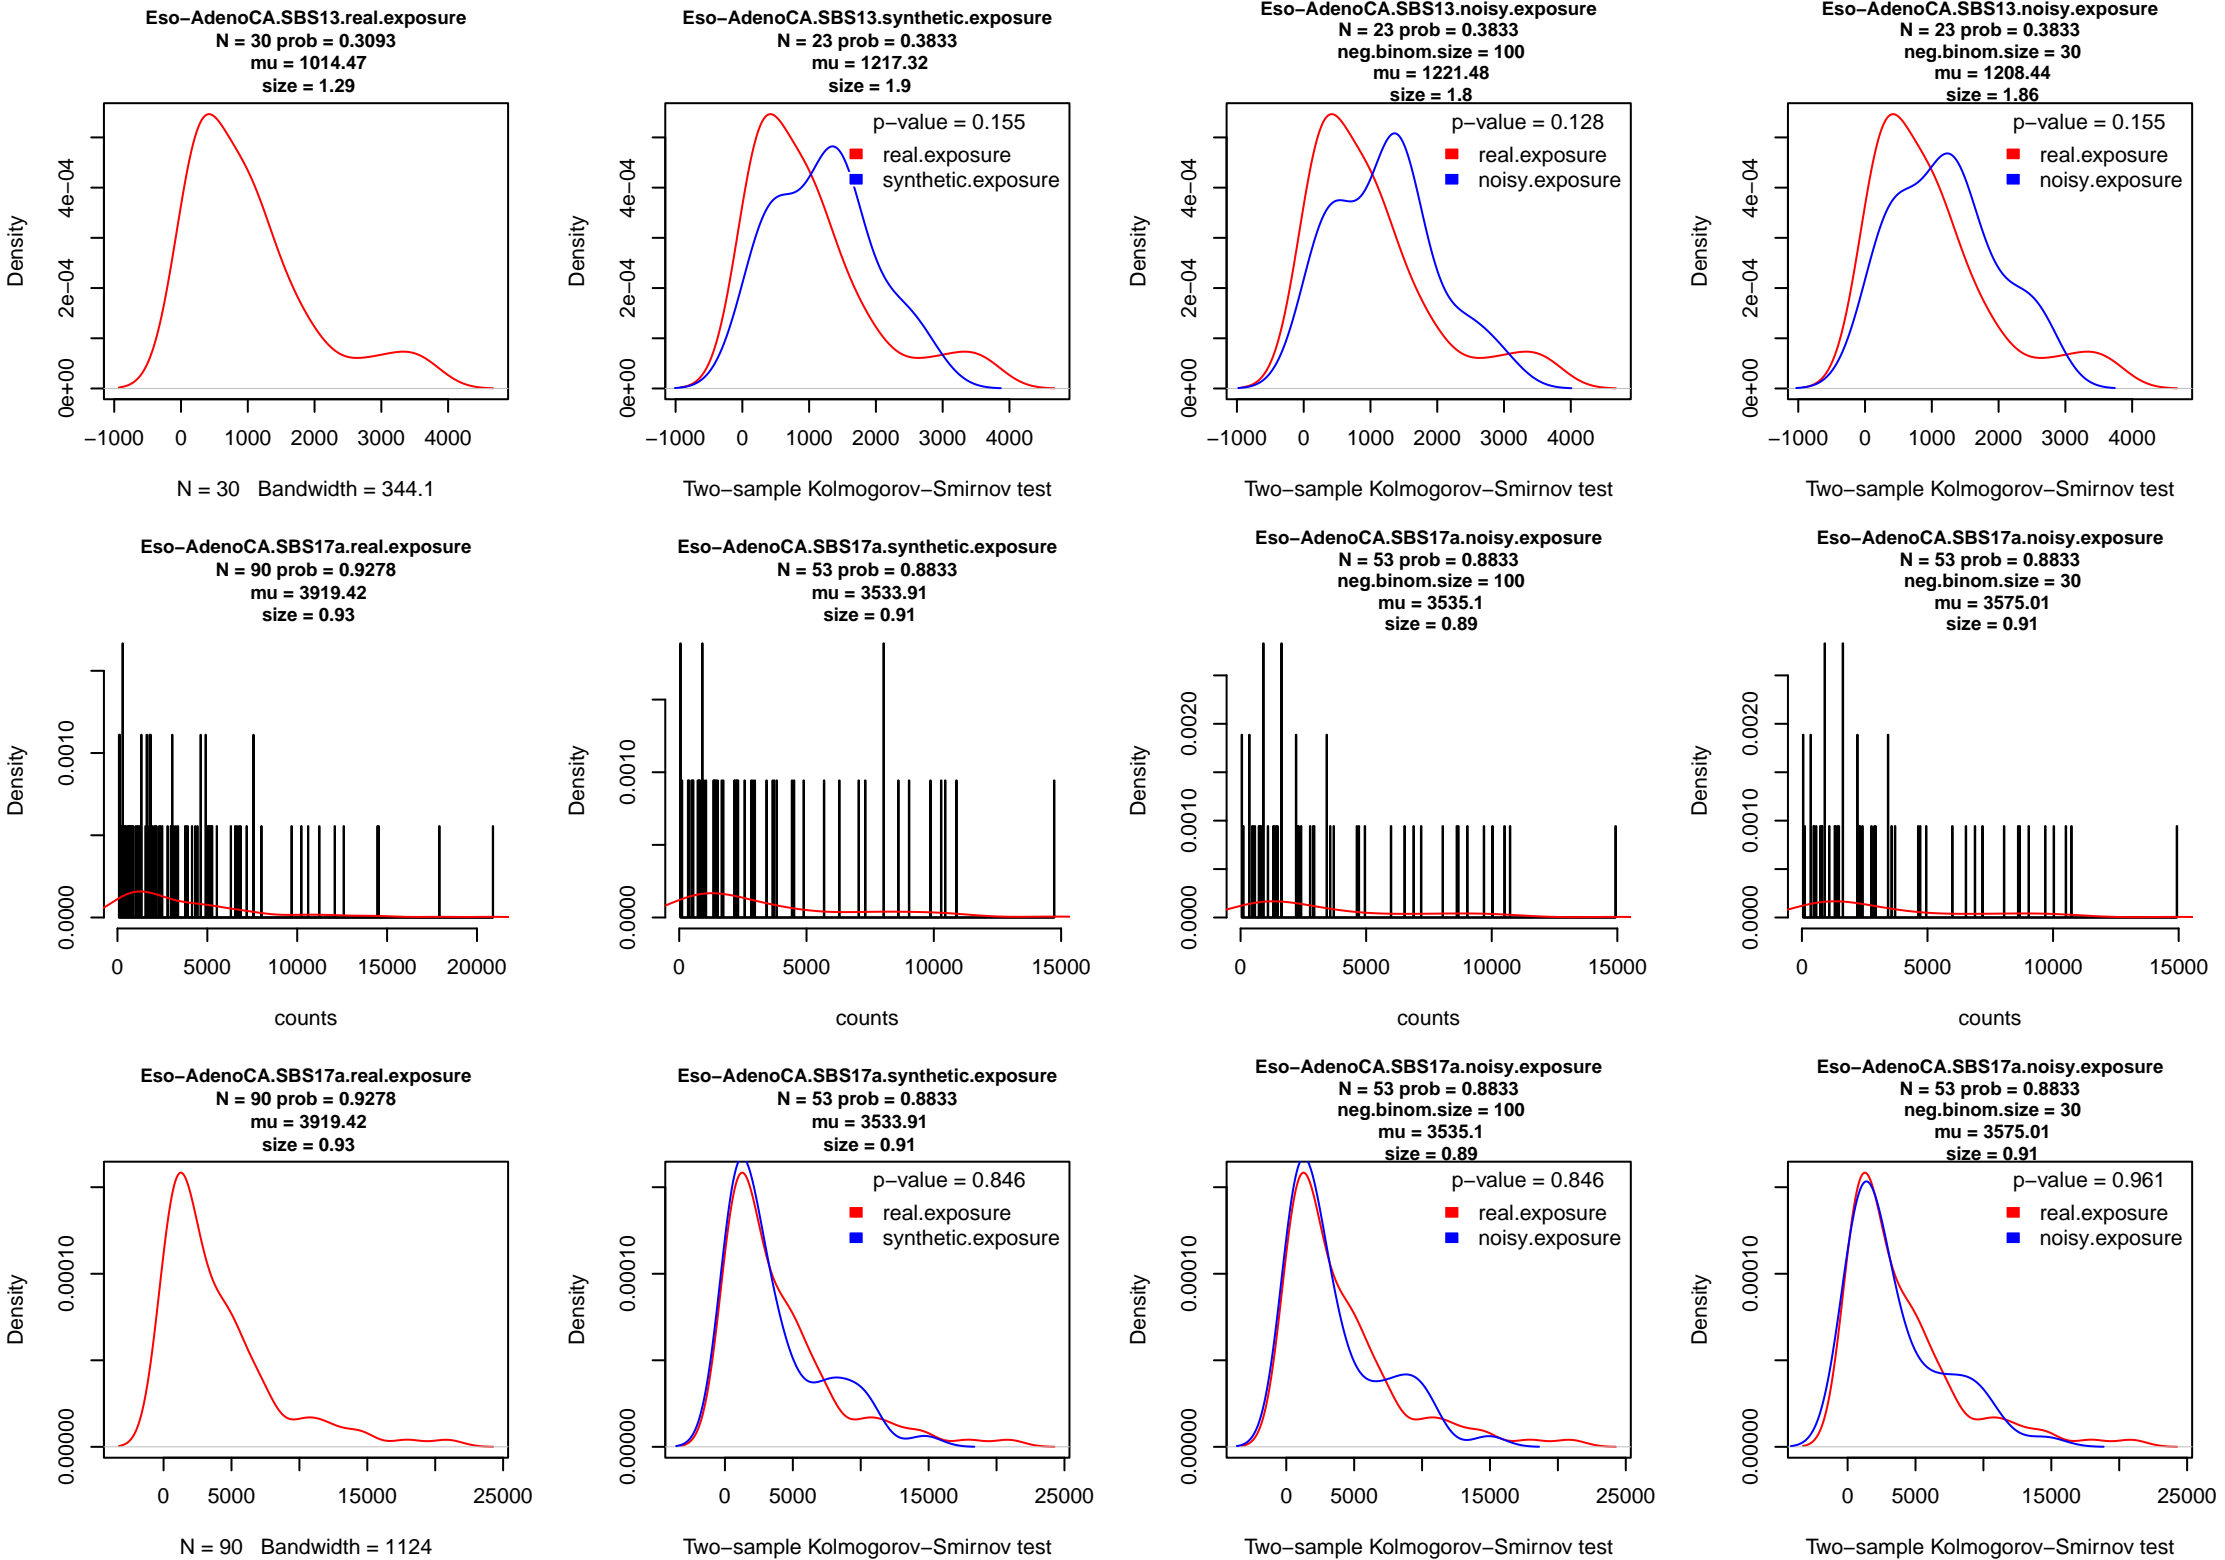 Eso−AdenoCA.SBS13.real.exposure
N = 30 prob = 0.3093
mu = 1014.47
size = 1.29
Density
0e+00 2e−04 4e−04
−1000 0 1000 2000 3000 4000
N = 30 Bandwidth = 344.1
Eso−AdenoCA.SBS13.synthetic.exposure
N = 23 prob = 0.3833
mu = 1217.32
size = 1.9
p−value = 0.155
real.exposure
synthetic.exposure
Density
0e+00 2e−04 4e−04
−1000 0 1000 2000 3000 4000
Two−sample Kolmogorov−Smirnov test
Eso−AdenoCA.SBS13.noisy.exposure
N = 23 prob = 0.3833
neg.binom.size = 100
mu = 1221.48
size = 1.8
p−value = 0.128
real.exposure
noisy.exposure
Density
0e+00 2e−04 4e−04
−1000 0 1000 2000 3000 4000
Two−sample Kolmogorov−Smirnov test
Eso−AdenoCA.SBS13.noisy.exposure
N = 23 prob = 0.3833
neg.binom.size = 30
mu = 1208.44
size = 1.86
p−value = 0.155
real.exposure
noisy.exposure
Density
0e+00 2e−04 4e−04
−1000 0 1000 2000 3000 4000
Two−sample Kolmogorov−Smirnov test
Eso−AdenoCA.SBS17a.real.exposure
N = 90 prob = 0.9278
mu = 3919.42
size = 0.93
Density
0.0000 0.0010
0 5000 10000 15000 20000
counts
Eso−AdenoCA.SBS17a.synthetic.exposure
N = 53 prob = 0.8833
mu = 3533.91
size = 0.91
Density
0.0000 0.0010
0 5000 10000 15000
counts
Eso−AdenoCA.SBS17a.noisy.exposure
N = 53 prob = 0.8833
neg.binom.size = 100
mu = 3535.1
size = 0.89
Density
0.0000 0.0010 0.0020
0 5000 10000 15000
counts
Eso−AdenoCA.SBS17a.noisy.exposure
N = 53 prob = 0.8833
neg.binom.size = 30
mu = 3575.01
size = 0.91
Density
0.0000 0.0010 0.0020
0 5000 10000 15000
counts
Eso−AdenoCA.SBS17a.real.exposure
N = 90 prob = 0.9278
mu = 3919.42
size = 0.93
Density
0.00000 0.00010
0 5000 15000 25000
N = 90 Bandwidth = 1124
Eso−AdenoCA.SBS17a.synthetic.exposure
N = 53 prob = 0.8833
mu = 3533.91
size = 0.91
p−value = 0.846
real.exposure
synthetic.exposure
Density
0.00000 0.00010
0 5000 15000 25000
Two−sample Kolmogorov−Smirnov test
Eso−AdenoCA.SBS17a.noisy.exposure
N = 53 prob = 0.8833
neg.binom.size = 100
mu = 3535.1
size = 0.89
p−value = 0.846
real.exposure
noisy.exposure
Density
0.00000 0.00010
0 5000 15000 25000
Two−sample Kolmogorov−Smirnov test
Eso−AdenoCA.SBS17a.noisy.exposure
N = 53 prob = 0.8833
neg.binom.size = 30
mu = 3575.01
size = 0.91
p−value = 0.961
real.exposure
noisy.exposure
Density
0.00000 0.00010
0 5000 15000 25000
Two−sample Kolmogorov−Smirnov test